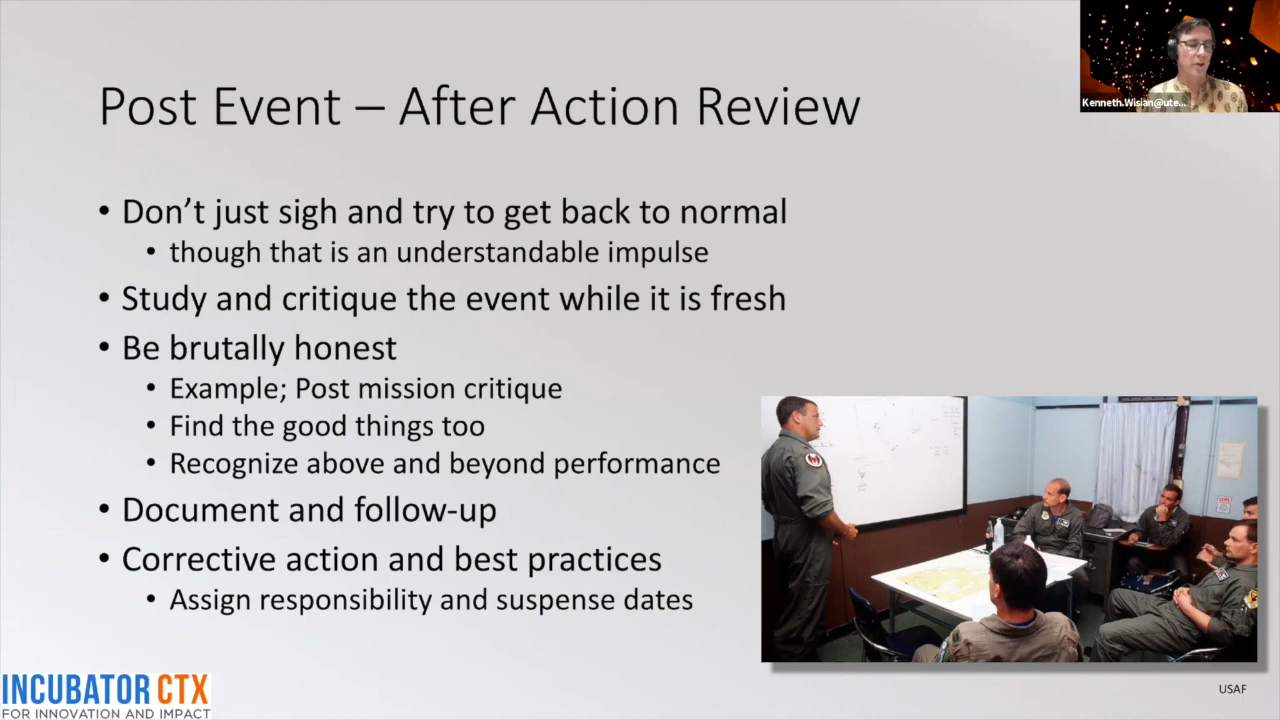 Post Event – After Action Review
Kenneth.Wisian@ute...
• Don’t just sigh and try to get back to normal
• though that is an understandable impulse
• Study and critique the event while it is fresh
• Be brutally honest
• Example; Post mission critique
• Find the good things too
• Recognize above and beyond performance
• Document and follow-up
• Corrective action and best practices
• Assign responsibility and suspense dates
INCUBATOR CTX
FOR INNOVATION AND IMPACT
USAF